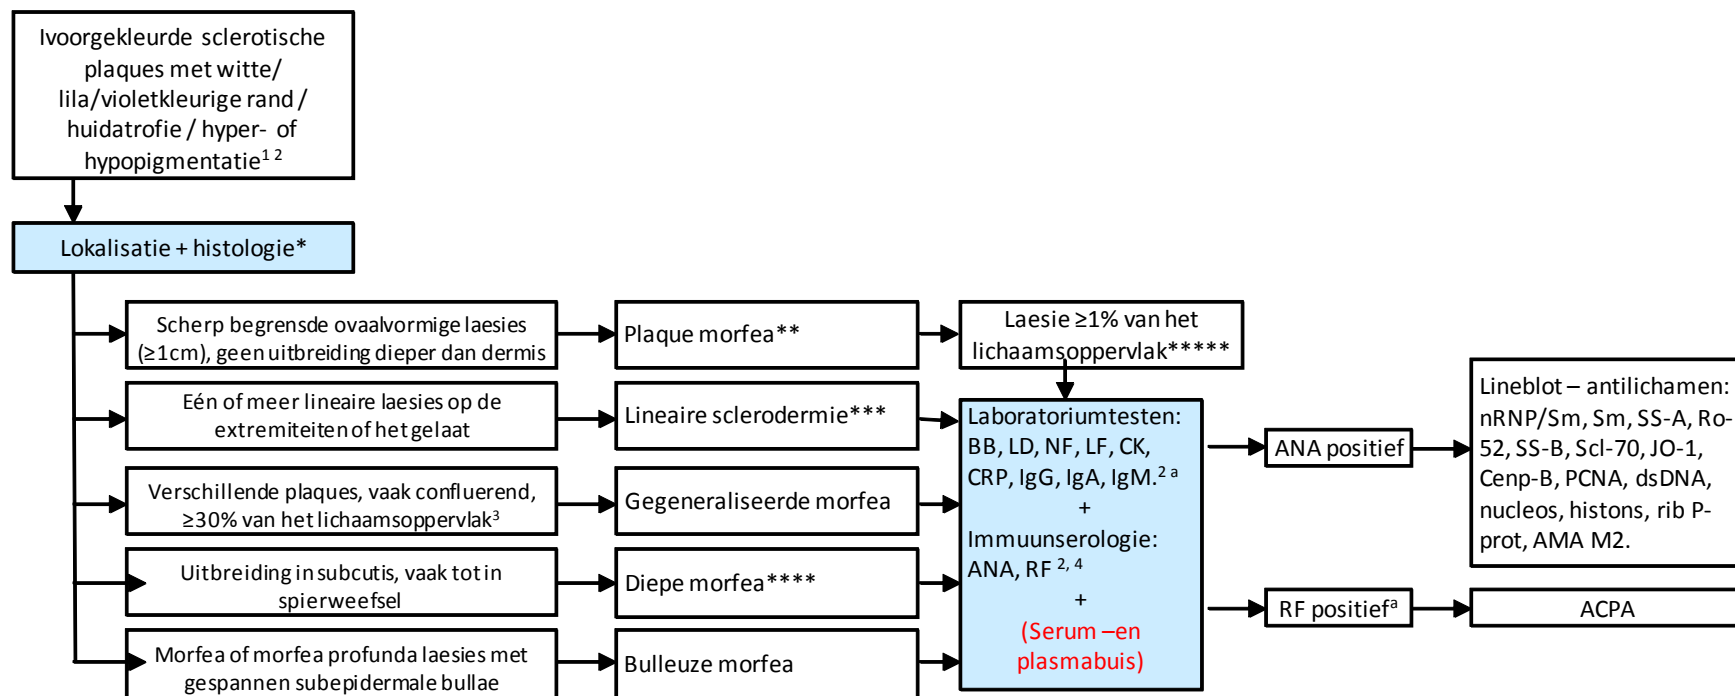 Ivoorgekleurde sclerotische
plaques met witte/
lila/violetkleurige rand /
huidatrofie / hyper- of
hypopigmentatie1 2
Lokalisatie + histologie*
Scherp begrensde ovaalvormige laesies
(≥1cm), geen uitbreiding dieper dan dermis
Plaque morfea**
Laesie ≥1% van het
lichaamsoppervlak*****
Eén of meer lineaire laesies op de
extremiteiten of het gelaat
Lineaire sclerodermie***
Verschillende plaques, vaak confluerend,
≥30% van het lichaamsoppervlak3
Gegeneraliseerde morfea
Uitbreiding in subcutis, vaak tot in
spierweefsel
Diepe morfea****
Morfea of morfea profunda laesies met
gespannen subepidermale bullae
Bulleuze morfea
Laboratoriumtesten:
BB, LD, NF, LF, CK,
CRP, IgG, IgA, IgM.2 a
+
Immuunserologie:
ANA, RF 2, 4
+
(Serum –en
plasmabuis)
ANA positief
Lineblot – antilichamen:
nRNP/Sm, Sm, SS-A, Ro-
52, SS-B, Scl-70, JO-1,
Cenp-B, PCNA, dsDNA,
nucleos, histons, rib P-
prot, AMA M2.
RF positiefa
ACPA